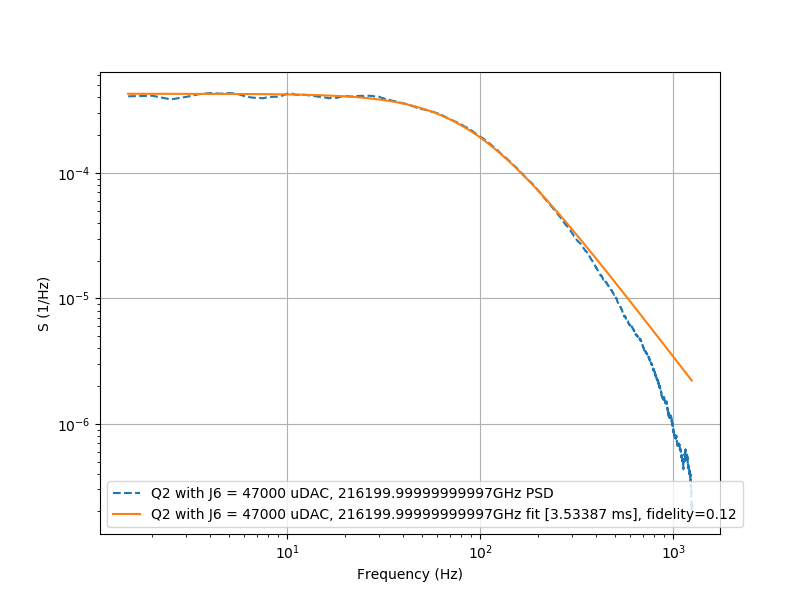 10⁻⁴
10⁻⁵
10⁻⁶
S (1/Hz)
Q2 with J6 = 47000 uDAC, 216199.99999999997GHz PSD
Q2 with J6 = 47000 uDAC, 216199.99999999997GHz fit [3.53387 ms], fidelity=0.12
10¹ 10² 10³
Frequency (Hz)